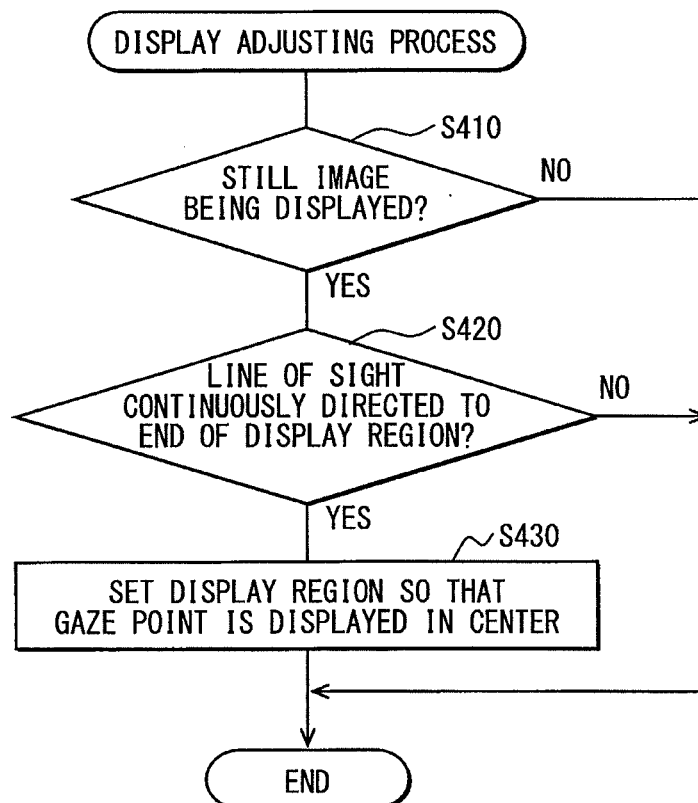 DISPLAY ADJUSTING PROCESS
S410
STILL IMAGE
BEING DISPLAYED?
NO
YES
S420
LINE OF SIGHT
CONTINUOUSLY DIRECTED TO
END OF DISPLAY REGION?
NO
YES
S430
SET DISPLAY REGION SO THAT
GAZE POINT IS DISPLAYED IN CENTER
END